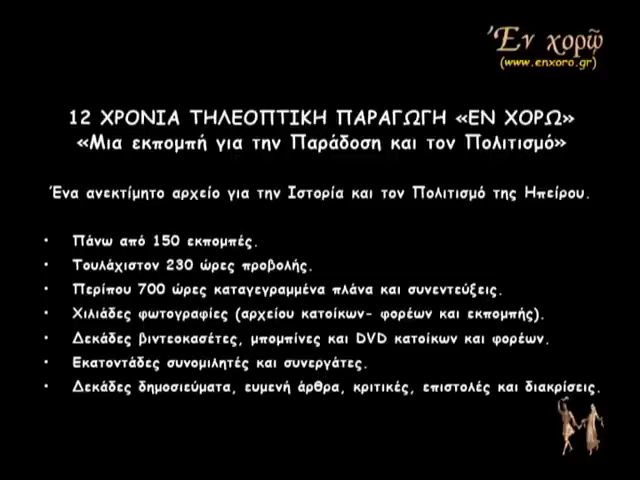 Ἐν χορῷ
(www.enxoro.gr)
12 ΧΡΟΝΙΑ ΤΗΛΕΟΠΤΙΚΗ ΠΑΡΑΓΩΓΗ «ΕΝ ΧΟΡΩ»
«Μια εκπομπή για την Παράδοση και τον Πολιτισμό»
Ένα ανεκτίμητο αρχείο για την Ιστορία και τον Πολιτισμό της Ηπείρου.
• Πάνω από 150 εκπομπές.
• Τουλάχιστον 230 ώρες προβολής.
• Περίπου 700 ώρες καταγεγραμμένα πλάνα και συνεντεύξεις.
• Χιλιάδες φωτογραφίες (αρχείου κατοίκων- φορέων και εκπομπής).
• Δεκάδες βιντεοκασέτες, μπομπίνες και DVD κατοίκων και φορέων.
• Εκατοντάδες συνομιλητές και συνεργάτες.
• Δεκάδες δημοσιεύματα, ευμενή άρθρα, κριτικές, επιστολές και διακρίσεις.